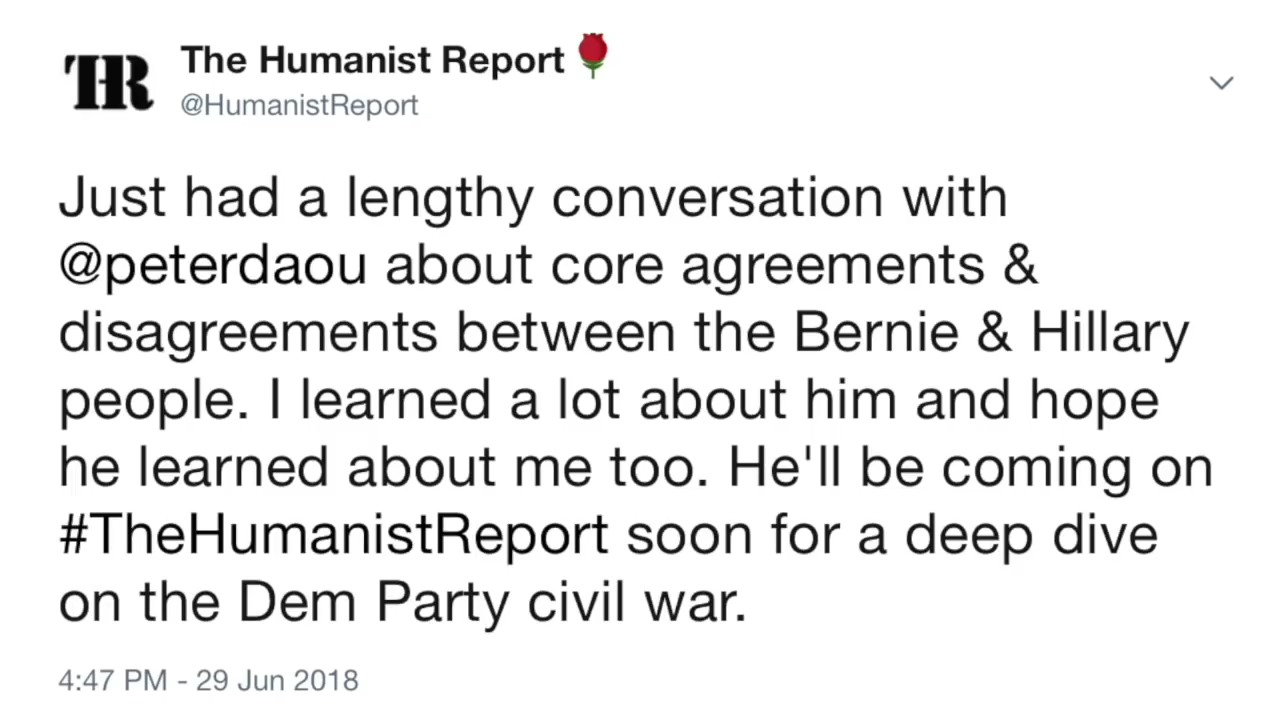 THR
The Humanist Report🌹
@HumanistReport
Just had a lengthy conversation with
@peterdaou about core agreements &
disagreements between the Bernie & Hillary
people. I learned a lot about him and hope
he learned about me too. He'll be coming on
#TheHumanistReport soon for a deep dive
on the Dem Party civil war.
4:47 PM - 29 Jun 2018